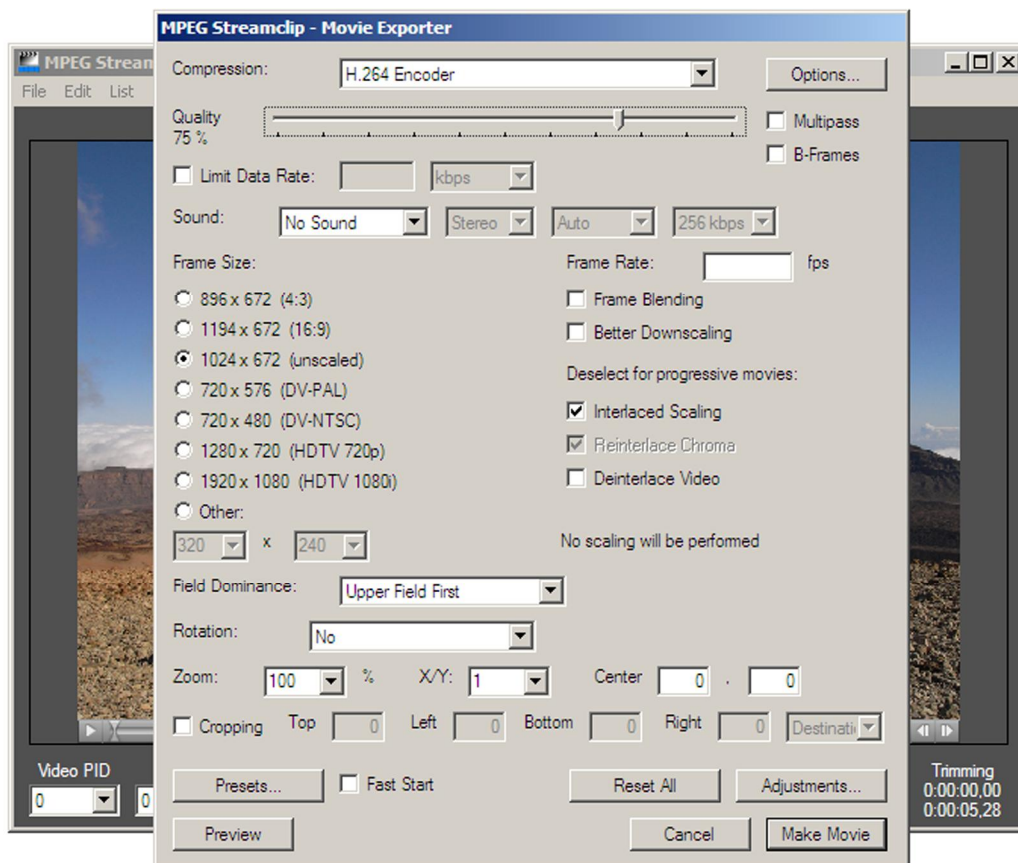 MPEG Streamclip - Movie Exporter
MPEG Stream
File Edit List
Compression: H.264 Encoder Options...
Quality
75 %
Multipass
B-Frames
Limit Data Rate: kbps
Sound: No Sound Stereo Auto 256 kbps
Frame Size: Frame Rate: fps
896 x 672 (4:3) Frame Blending
1194 x 672 (16:9) Better Downscaling
1024 x 672 (unscaled)
Deselect for progressive movies:
720 x 576 (DV-PAL)
720 x 480 (DV-NTSC) Interlaced Scaling
1280 x 720 (HDTV 720p) Reinterlace Chroma
1920 x 1080 (HDTV 1080i) Deinterlace Video
Other:
320 x 240 No scaling will be performed
Field Dominance: Upper Field First
Rotation: No
Zoom: 100 % X/Y: 1 Center 0 , 0
Cropping Top 0 Left 0 Bottom 0 Right 0 Destinati
Presets... Fast Start Reset All Adjustments...
Preview Cancel Make Movie
Video PID
0 0
Trimming
0:00:00,00
0:00:05,28